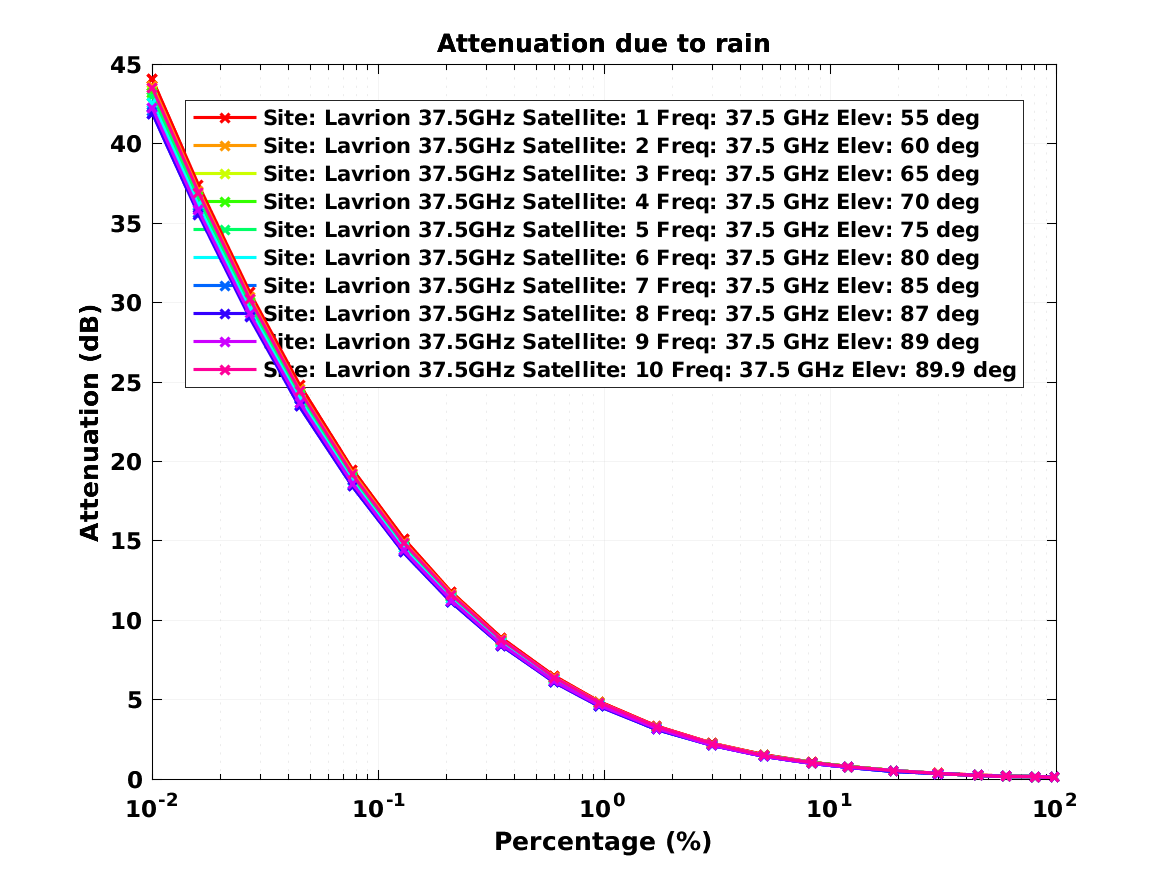 Attenuation due to rain
45
40
35
30
25
20
15
10
5
0
Attenuation (dB)
Site: Lavrion 37.5GHz Satellite: 1 Freq: 37.5 GHz Elev: 55 deg
Site: Lavrion 37.5GHz Satellite: 2 Freq: 37.5 GHz Elev: 60 deg
Site: Lavrion 37.5GHz Satellite: 3 Freq: 37.5 GHz Elev: 65 deg
Site: Lavrion 37.5GHz Satellite: 4 Freq: 37.5 GHz Elev: 70 deg
Site: Lavrion 37.5GHz Satellite: 5 Freq: 37.5 GHz Elev: 75 deg
Site: Lavrion 37.5GHz Satellite: 6 Freq: 37.5 GHz Elev: 80 deg
Site: Lavrion 37.5GHz Satellite: 7 Freq: 37.5 GHz Elev: 85 deg
Site: Lavrion 37.5GHz Satellite: 8 Freq: 37.5 GHz Elev: 87 deg
Site: Lavrion 37.5GHz Satellite: 9 Freq: 37.5 GHz Elev: 89 deg
Site: Lavrion 37.5GHz Satellite: 10 Freq: 37.5 GHz Elev: 89.9 deg
10⁻² 10⁻¹ 10⁰ 10¹ 10²
Percentage (%)